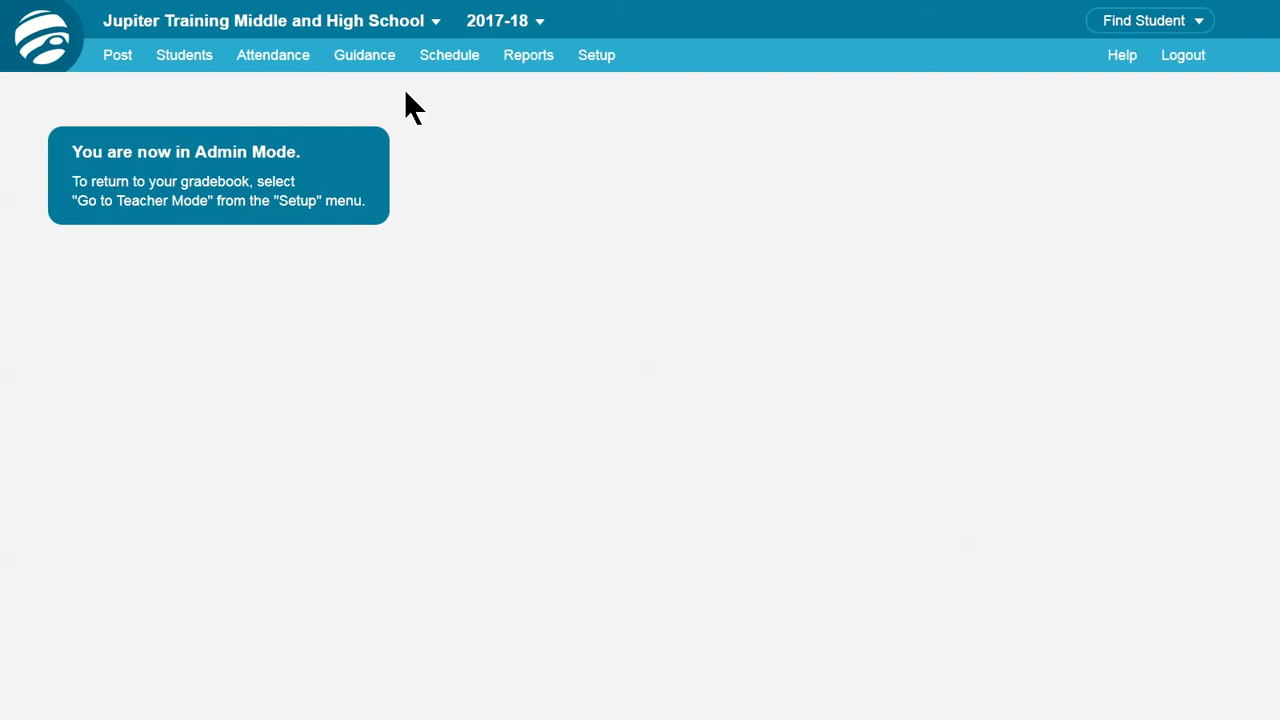 Jupiter Training Middle and High School 2017-18 Find Student
Post Students Attendance Guidance Schedule Reports Setup Help Logout
You are now in Admin Mode.
To return to your gradebook, select
"Go to Teacher Mode" from the "Setup" menu.